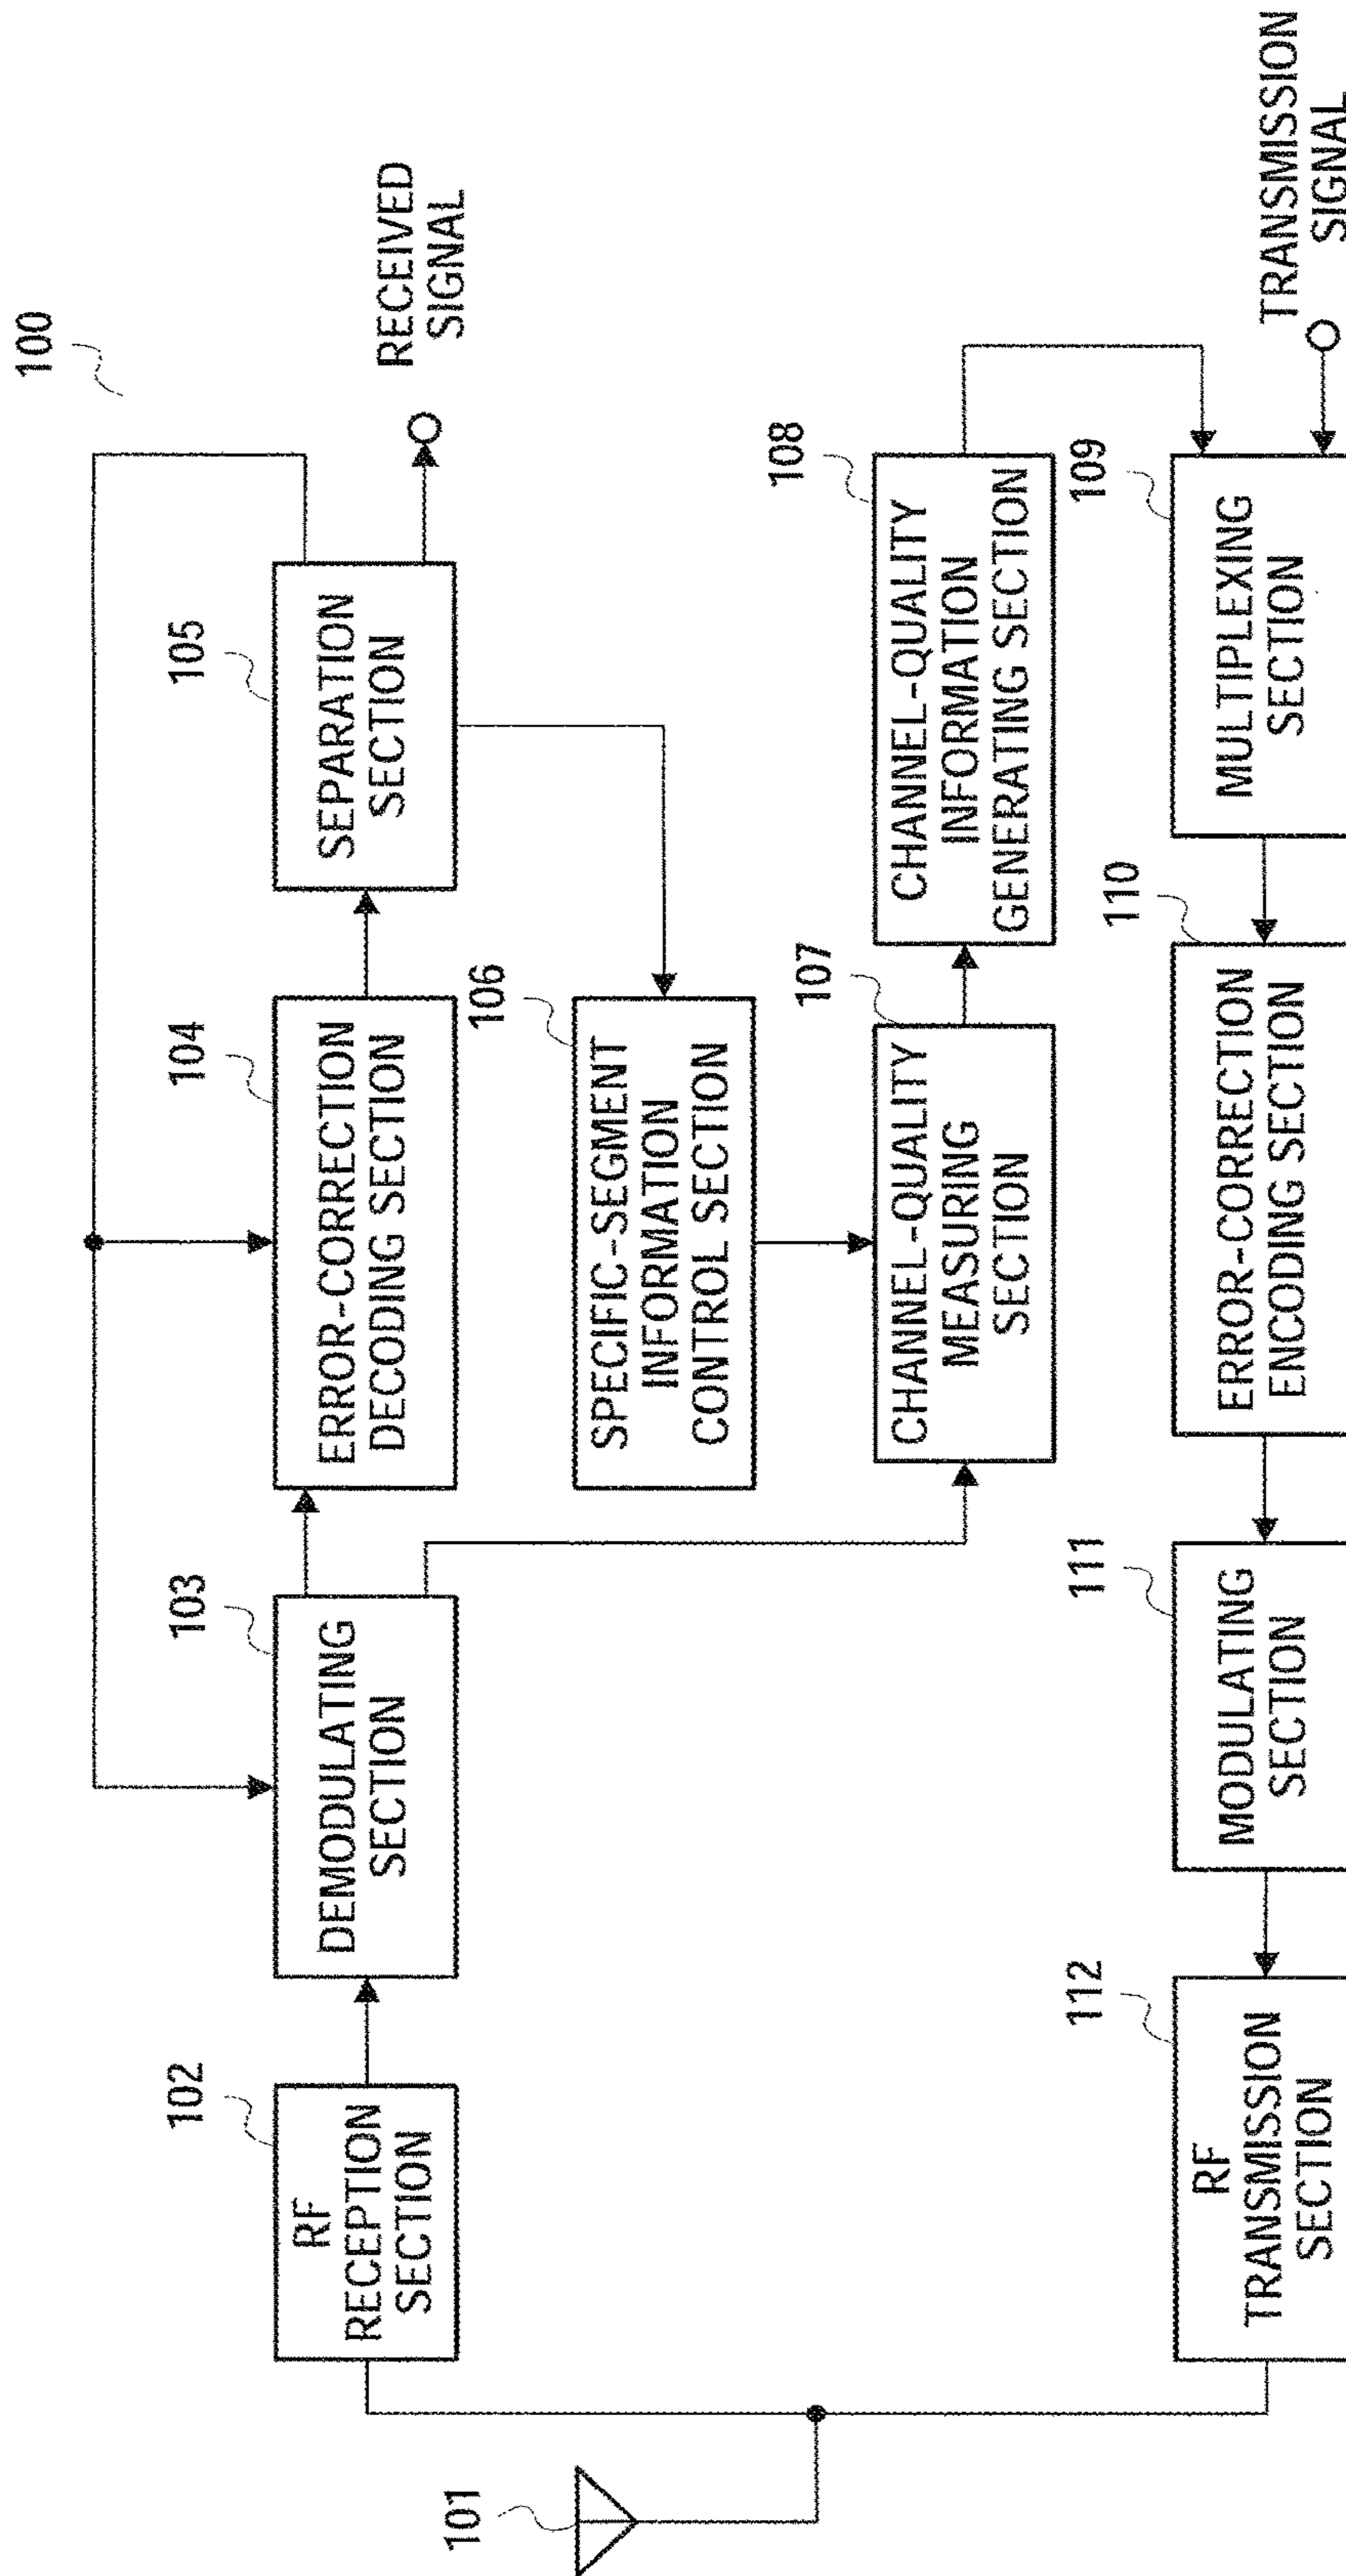 100
101
102
RF
RECEPTION
SECTION
103
DEMODULATING
SECTION
104
ERROR-CORRECTION
DECODING SECTION
105
SEPARATION
SECTION
RECEIVED
SIGNAL
106
SPECIFIC-SEGMENT
INFORMATION
CONTROL SECTION
107
CHANNEL-QUALITY
MEASURING
SECTION
108
CHANNEL-QUALITY
INFORMATION
GENERATING SECTION
112
RF
TRANSMISSION
SECTION
111
MODULATING
SECTION
110
ERROR-CORRECTION
ENCODING SECTION
109
MULTIPLEXING
SECTION
TRANSMISSION
SIGNAL